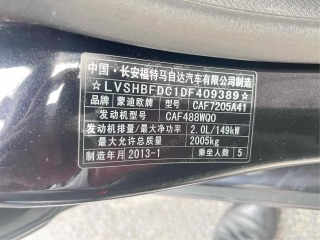 中国·长安福特马自达汽车有限公司制造
★LVSHBFDC1DF409389★
品牌 蒙迪欧牌 型号 CAF7205A41
发动机型号 CAF488WQ0
发动机排量/最大净功率 2.0L/149kW
最大允许总质量 2005kg
制造年月 2013-1 乘坐人数 5